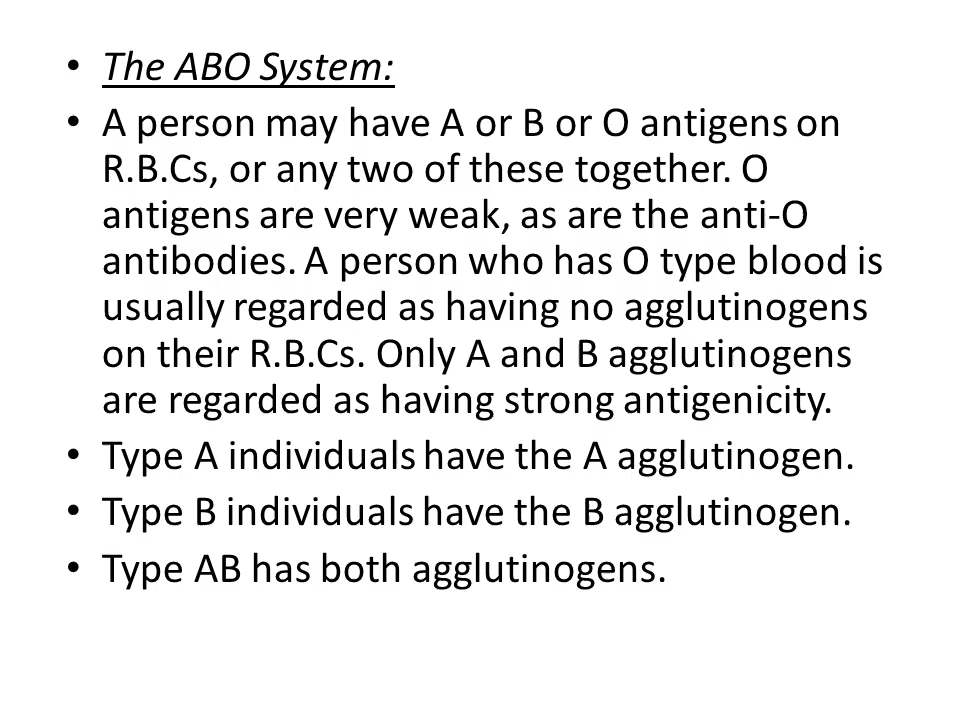 • The ABO System:
• A person may have A or B or O antigens on
R.B.Cs, or any two of these together. O
antigens are very weak, as are the anti-O
antibodies. A person who has O type blood is
usually regarded as having no agglutinogens
on their R.B.Cs. Only A and B agglutinogens
are regarded as having strong antigenicity.
• Type A individuals have the A agglutinogen.
• Type B individuals have the B agglutinogen.
• Type AB has both agglutinogens.